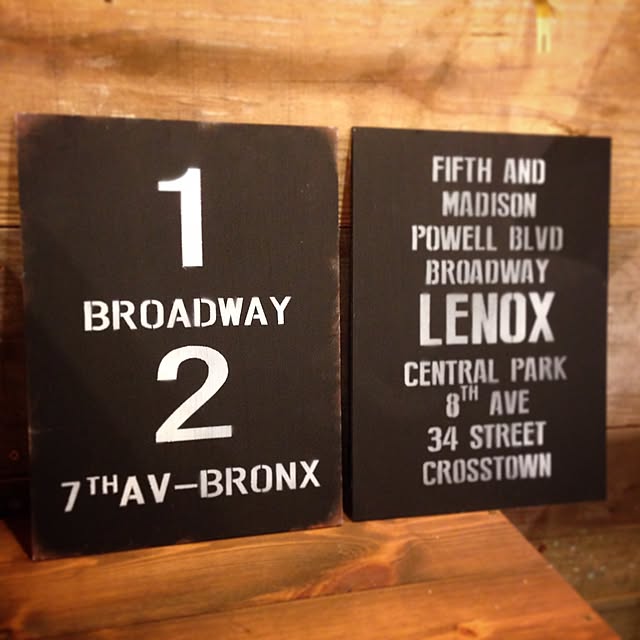 1
BROADWAY
2
7TH AV-BRONX
FIFTH AND
MADISON
POWELL BLVD
BROADWAY
LENOX
CENTRAL PARK
8TH AVE
34 STREET
CROSSTOWN